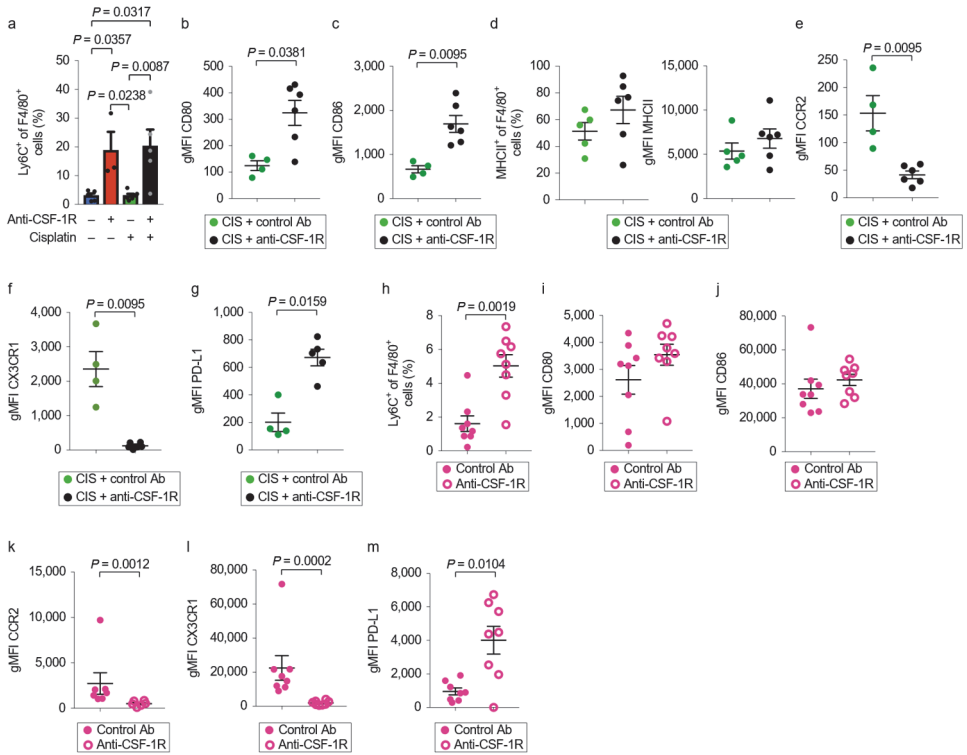 a
P = 0.0317
P = 0.0357
P = 0.0087
P = 0.0238
Ly6C+ of F4/80+
cells (%)
50
40
30
20
10
0
Anti-CSF-1R – + – +
Cisplatin – – + +
b
P = 0.0381
gMFI CD80
500
400
300
200
100
0
CIS + control Ab
CIS + anti-CSF-1R
c
P = 0.0095
gMFI CD86
3,000
2,000
1,000
0
CIS + control Ab
CIS + anti-CSF-1R
d
MHCII+ of F4/80+
cells (%)
100
80
60
40
20
0
gMFI MHCII
15,000
10,000
5,000
0
CIS + control Ab
CIS + anti-CSF-1R
e
P = 0.0095
gMFI CCR2
250
200
150
100
50
0
CIS + control Ab
CIS + anti-CSF-1R
f
P = 0.0095
gMFI CX3CR1
4,000
3,000
2,000
1,000
0
CIS + control Ab
CIS + anti-CSF-1R
g
P = 0.0159
gMFI PD-L1
1,000
800
600
400
200
0
CIS + control Ab
CIS + anti-CSF-1R
h
P = 0.0019
Ly6C+ of F4/80+
cells (%)
8
6
4
2
0
Control Ab
Anti-CSF-1R
i
gMFI CD80
5,000
4,000
3,000
2,000
1,000
0
Control Ab
Anti-CSF-1R
j
gMFI CD86
80,000
60,000
40,000
20,000
0
Control Ab
Anti-CSF-1R
k
P = 0.0012
gMFI CCR2
15,000
10,000
5,000
0
Control Ab
Anti-CSF-1R
l
P = 0.0002
gMFI CX3CR1
80,000
60,000
40,000
20,000
0
Control Ab
Anti-CSF-1R
m
P = 0.0104
gMFI PD-L1
8,000
6,000
4,000
2,000
0
Control Ab
Anti-CSF-1R